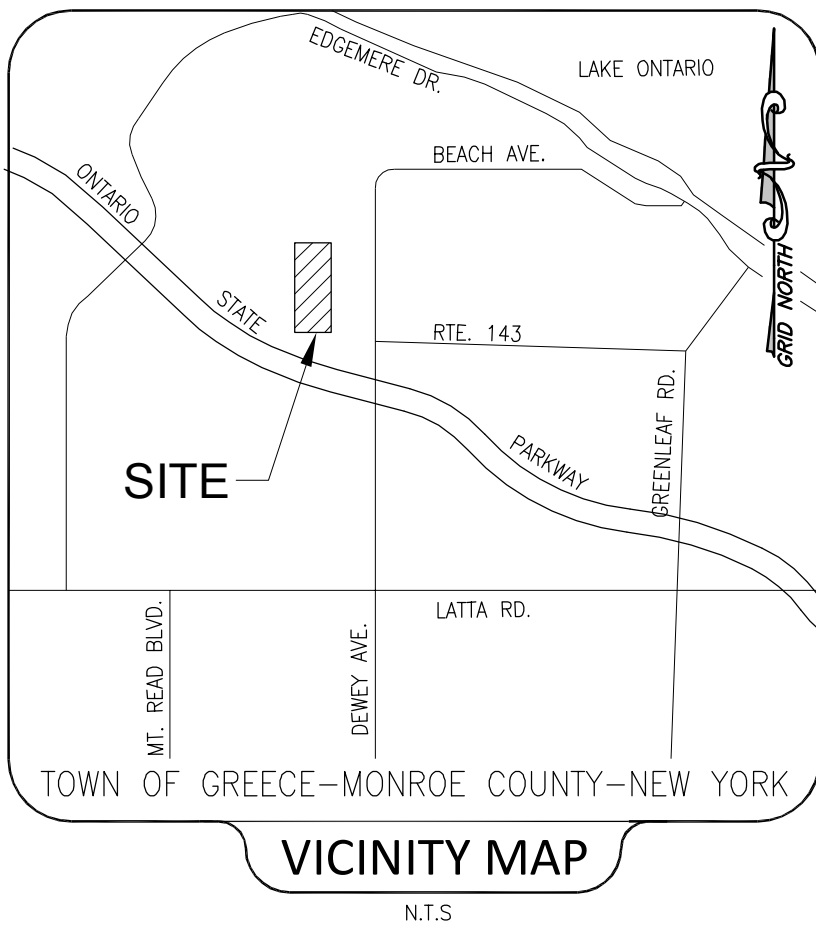 EDGEMERE DR.
LAKE ONTARIO
BEACH AVE.
ONTARIO
STATE
PARKWAY
GRID NORTH
RTE. 143
GREENLEAF RD.
SITE
LATTA RD.
MT. READ BLVD.
DEWEY AVE.
TOWN OF GREECE-MONROE COUNTY-NEW YORK
VICINITY MAP
N.T.S